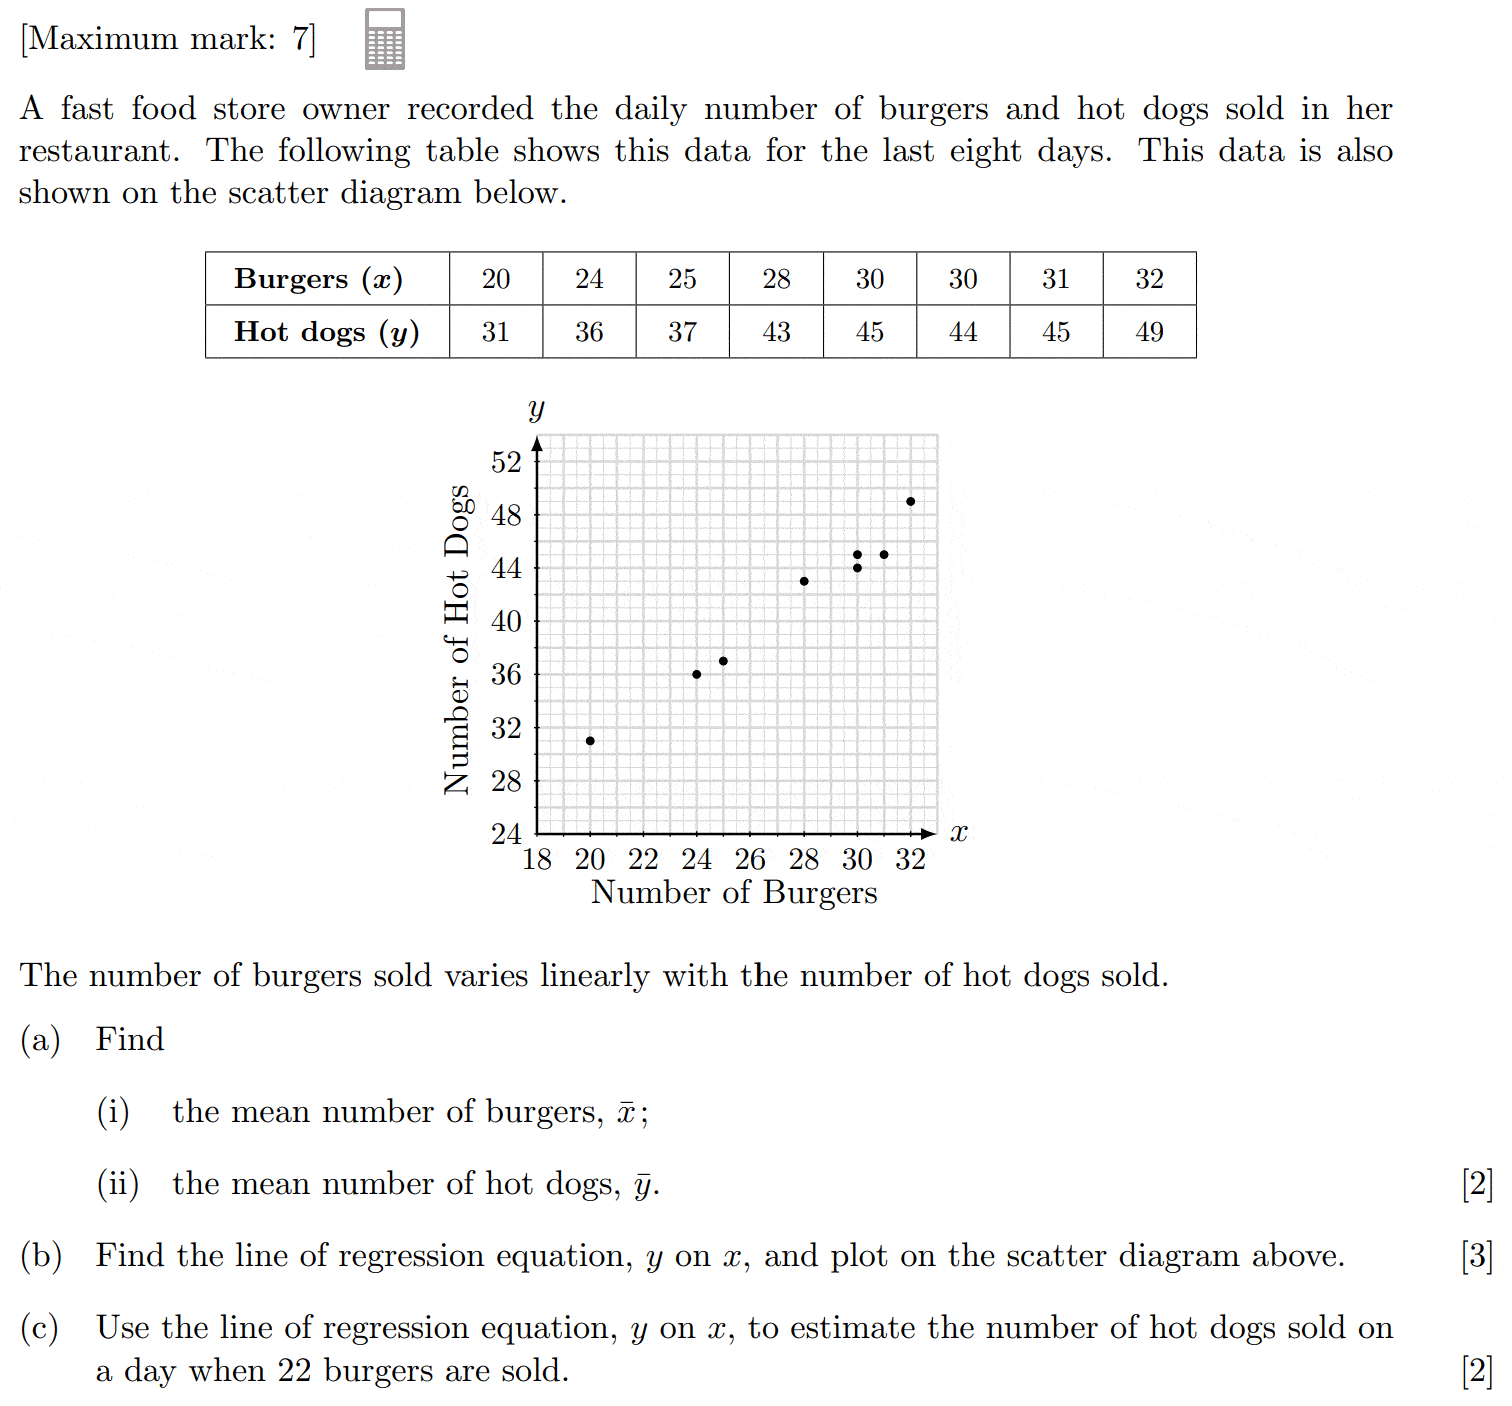 [Maximum mark: 7]
A fast food store owner recorded the daily number of burgers and hot dogs sold in her
restaurant. The following table shows this data for the last eight days. This data is also
shown on the scatter diagram below.
Burgers (x) 20 24 25 28 30 30 31 32
Hot dogs (y) 31 36 37 43 45 44 45 49
y
52
48
44
40
36
32
28
24
Number of Hot Dogs
x
18 20 22 24 26 28 30 32
Number of Burgers
The number of burgers sold varies linearly with the number of hot dogs sold.
(a) Find
(i) the mean number of burgers, x̄;
(ii) the mean number of hot dogs, ȳ. [2]
(b) Find the line of regression equation, y on x, and plot on the scatter diagram above. [3]
(c) Use the line of regression equation, y on x, to estimate the number of hot dogs sold on
a day when 22 burgers are sold. [2]